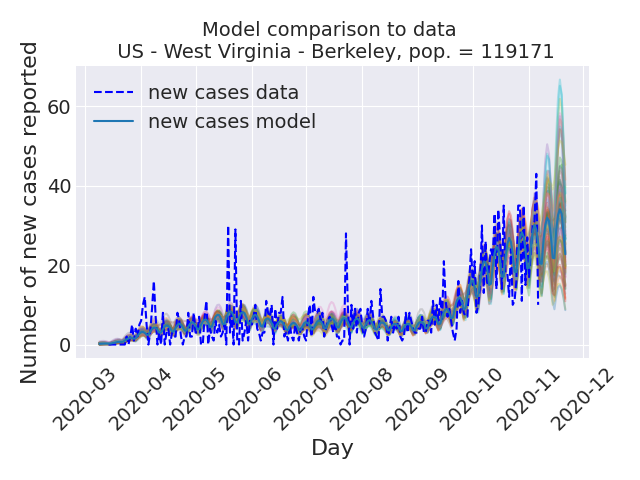 Model comparison to data
US - West Virginia - Berkeley, pop. = 119171
Number of new cases reported
60
40
20
0
new cases data
new cases model
2020-03
2020-04
2020-05
2020-06
2020-07
2020-08
2020-09
2020-10
2020-11
2020-12
Day